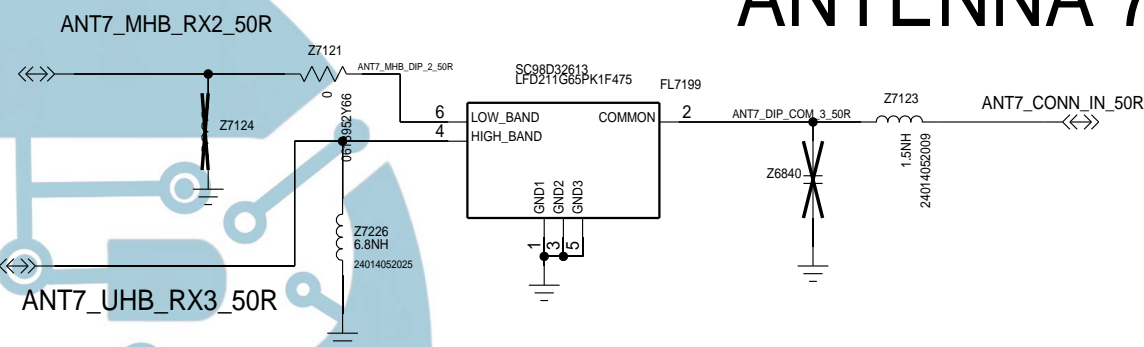 ANTENNA 7
ANT7_MHB_RX2_50R
Z7121
ANT7_MHB_DIP_2_50R
0
Z7124
SC98D32613
LFD211G65PK1F475
FL7199
6
LOW_BAND
COMMON
2
4
HIGH_BAND
GND1
GND2
GND3
1
3
5
ANT7_DIP_COM_3_50R
Z7123
ANT7_CONN_IN_50R
1.5NH
24014052009
Z6840
Z7226
6.8NH
24014052025
ANT7_UHB_RX3_50R